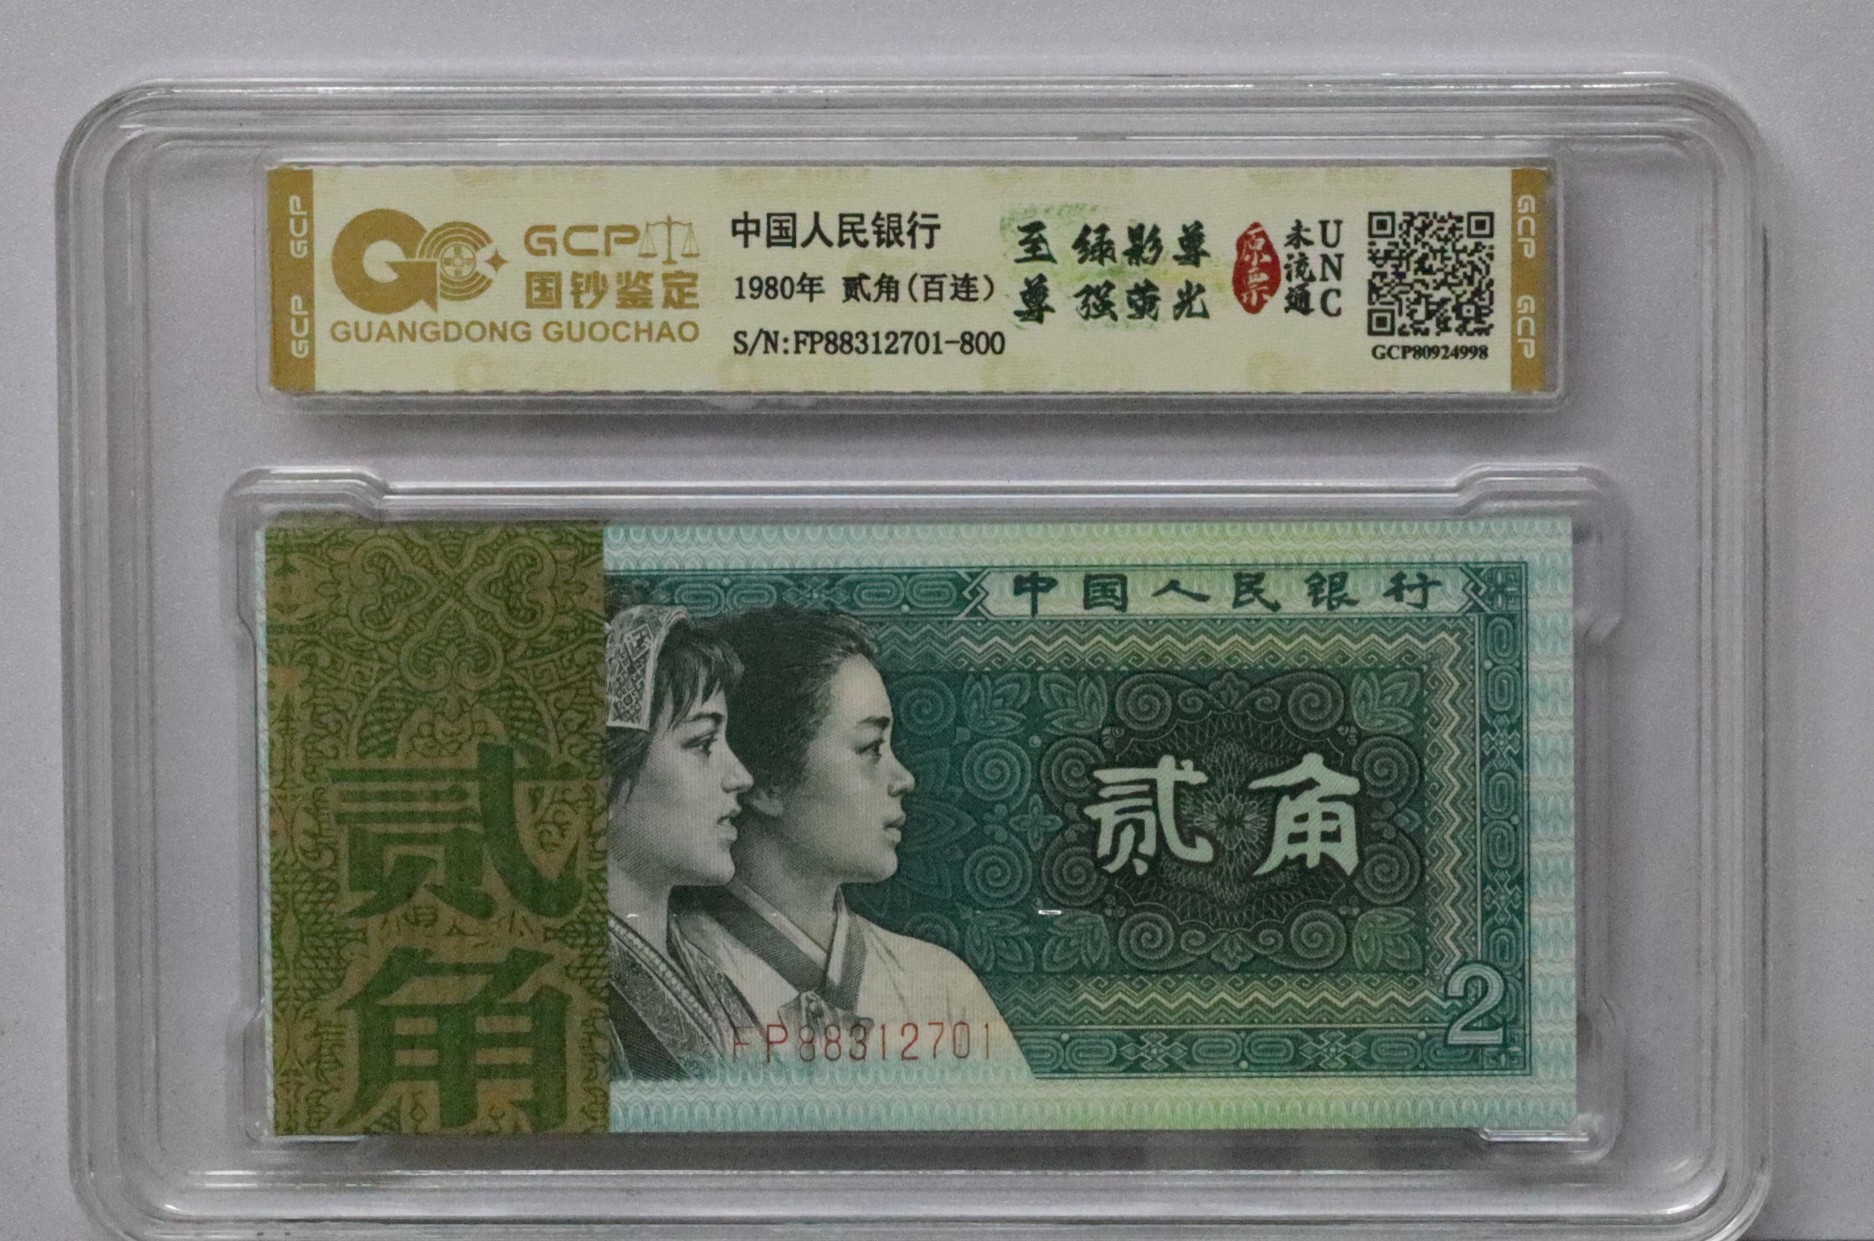 GCP GCP
GCP
国钞鉴定
GUANGDONG GUOCHAO
中国人民银行
1980年 贰角(百连)
S/N:FP88312701-800
至尊
绿影尊
强萤光
原票
未流通
UNC
GCP80924998
GCP GCP
贰角
中国人民银行
贰角
2
FP88312701